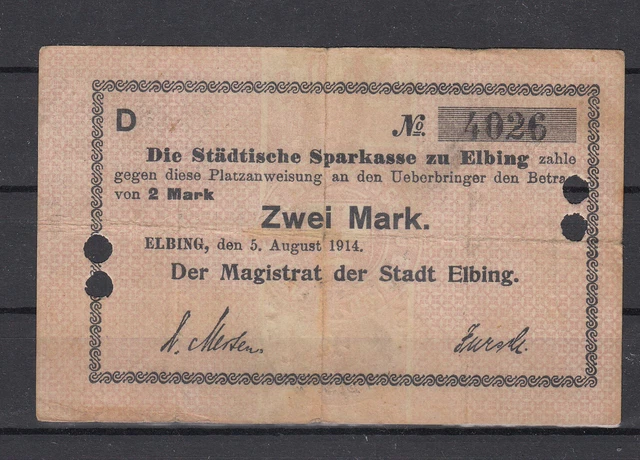 D
No. 4026
Die Städtische Sparkasse zu Elbing zahle
gegen diese Platzanweisung an den Ueberbringer den Betra
von 2 Mark
Zwei Mark.
ELBING, den 5. August 1914.
Der Magistrat der Stadt Elbing.